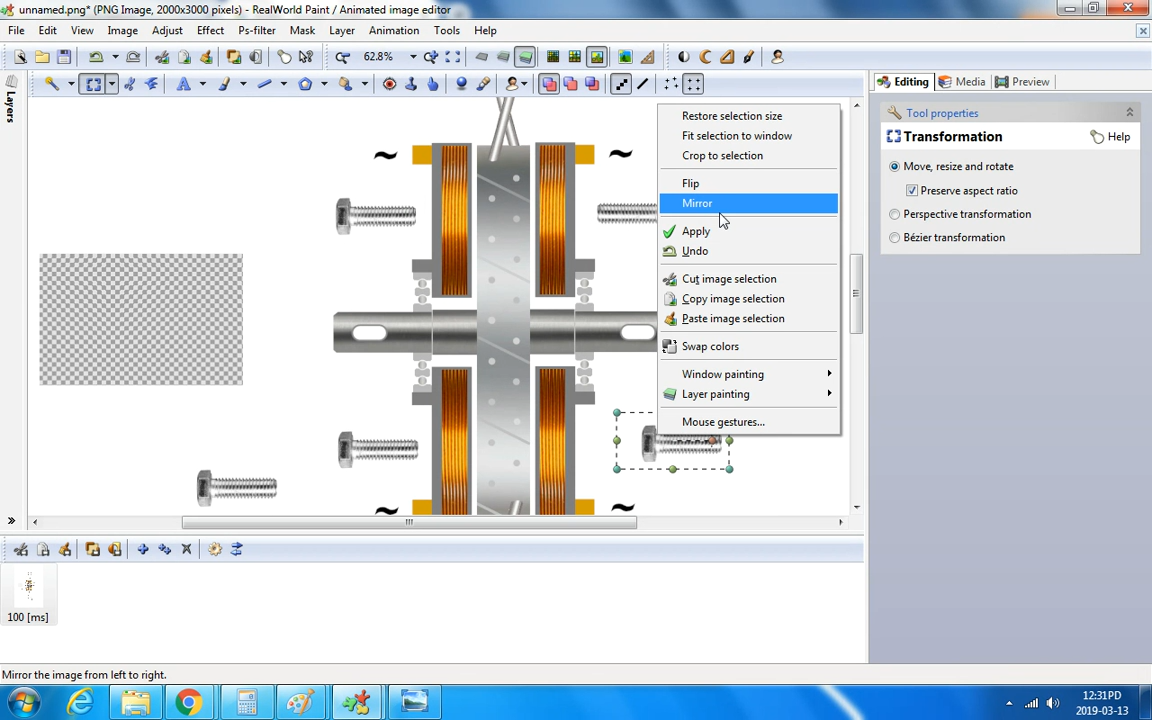 unnamed.png* (PNG Image, 2000x3000 pixels) - RealWorld Paint / Animated image editor
File Edit View Image Adjust Effect Ps-filter Mask Layer Animation Tools Help
62.8%
Layers
Editing Media Preview
Tool properties
Transformation Help
Move, resize and rotate
Preserve aspect ratio
Perspective transformation
Bézier transformation
Restore selection size
Fit selection to window
Crop to selection
Flip
Mirror
Apply
Undo
Cut image selection
Copy image selection
Paste image selection
Swap colors
Window painting
Layer painting
Mouse gestures...
~ ~
~ ~
100 [ms]
Mirror the image from left to right.
12:31PD
2019-03-13